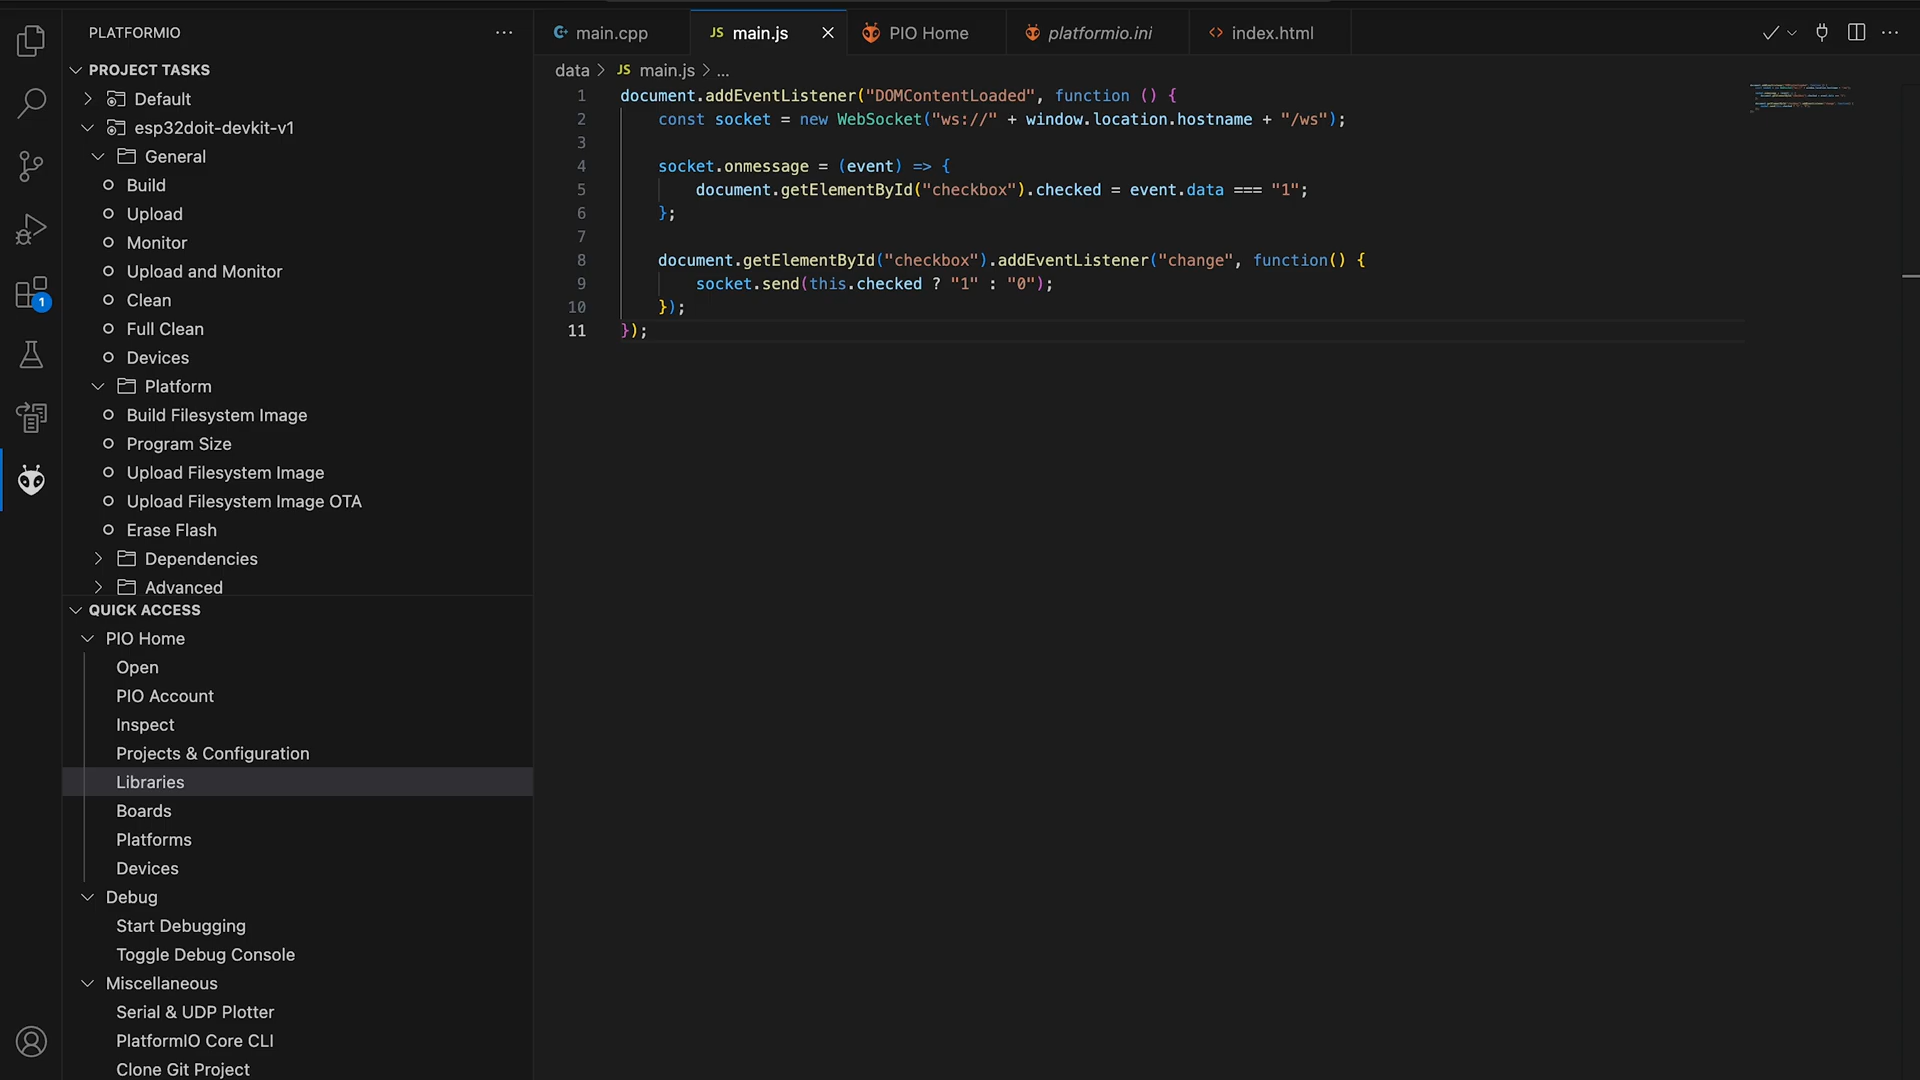 PLATFORMIO
PROJECT TASKS
Default
esp32doit-devkit-v1
General
Build
Upload
Monitor
Upload and Monitor
Clean
Full Clean
Devices
Platform
Build Filesystem Image
Program Size
Upload Filesystem Image
Upload Filesystem Image OTA
Erase Flash
Dependencies
Advanced
QUICK ACCESS
PIO Home
Open
PIO Account
Inspect
Projects & Configuration
Libraries
Boards
Platforms
Devices
Debug
Start Debugging
Toggle Debug Console
Miscellaneous
Serial & UDP Plotter
PlatformIO Core CLI
Clone Git Project
1
main.cpp
JS main.js
PIO Home
platformio.ini
index.html
data > JS main.js > ...
1 document.addEventListener("DOMContentLoaded", function () {
2 const socket = new WebSocket("ws://" + window.location.hostname + "/ws");
3
4 socket.onmessage = (event) => {
5 document.getElementById("checkbox").checked = event.data === "1";
6 };
7
8 document.getElementById("checkbox").addEventListener("change", function() {
9 socket.send(this.checked ? "1" : "0");
10 });
11 });